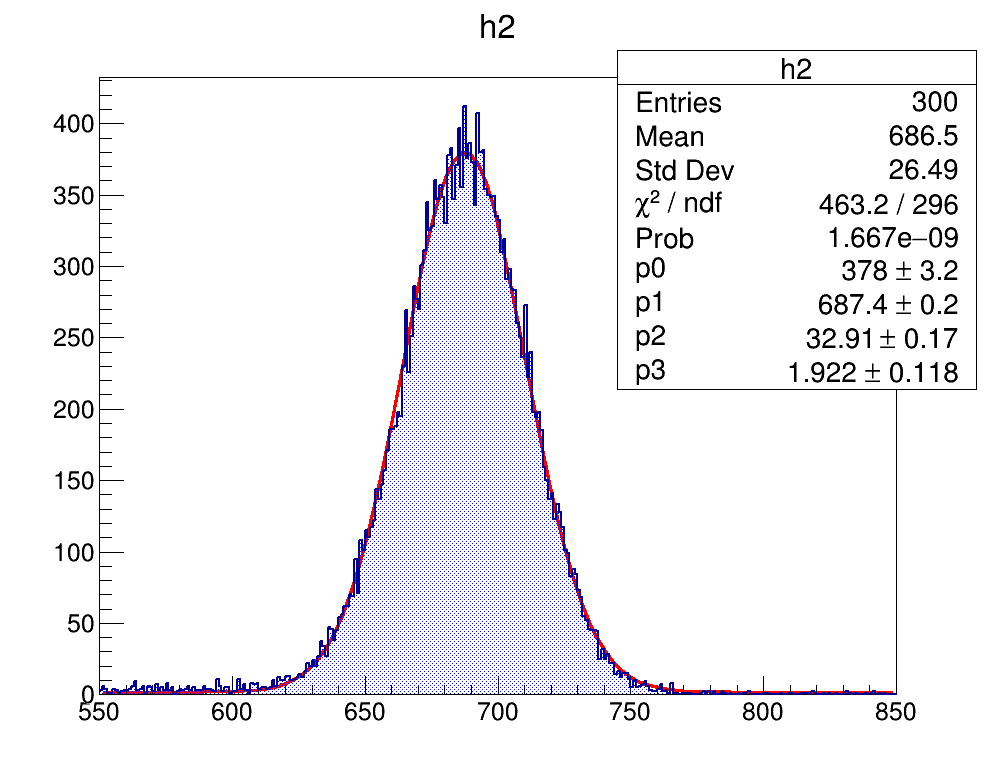 h2
h2
Entries 300
Mean 686.5
Std Dev 26.49
χ² / ndf 463.2 / 296
Prob 1.667e−09
p0 378 ± 3.2
p1 687.4 ± 0.2
p2 32.91 ± 0.17
p3 1.922 ± 0.118
400
350
300
250
200
150
100
50
0
550 600 650 700 750 800 850